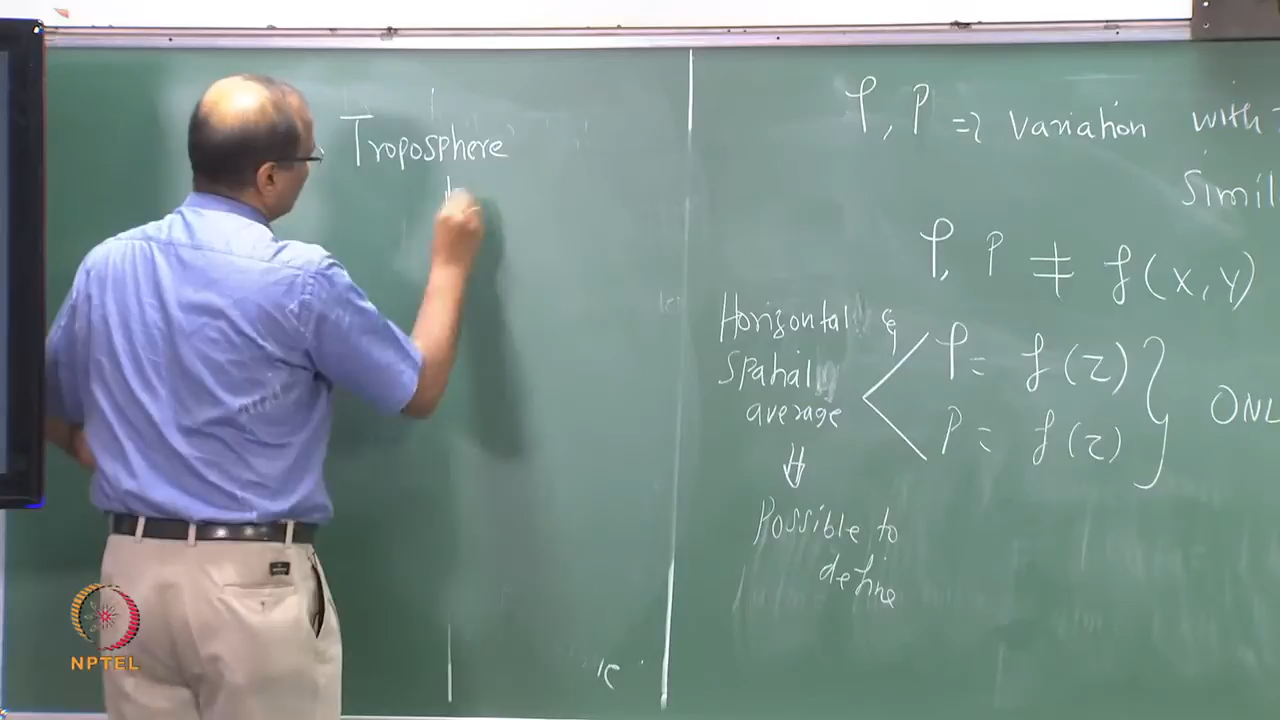 Troposphere
ρ, P => variation with
Simil
ρ, P ≠ f(x,y)
Horizontal &
spatial
average
⇓
Possible to
define
ρ = f(z)
P = f(z)
ONL
NPTEL